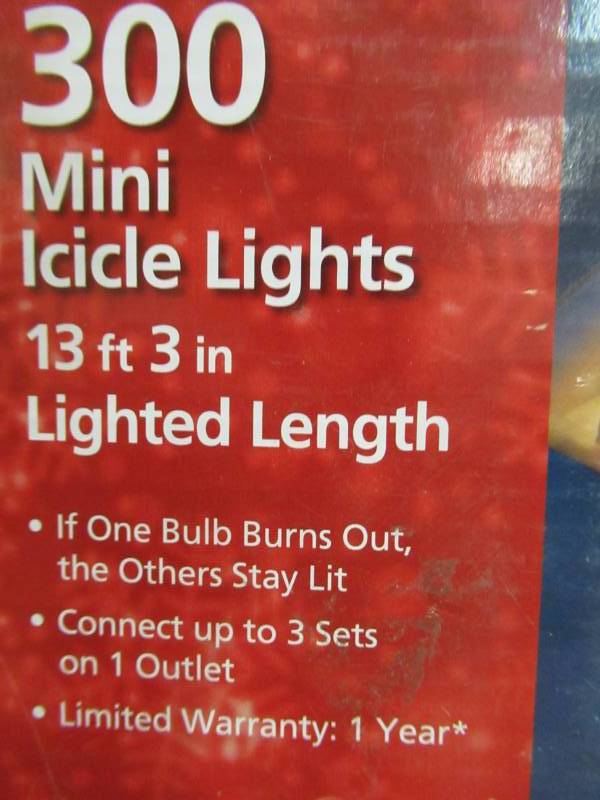 300
Mini
Icicle Lights
13 ft 3 in
Lighted Length
• If One Bulb Burns Out,
the Others Stay Lit
• Connect up to 3 Sets
on 1 Outlet
• Limited Warranty: 1 Year*